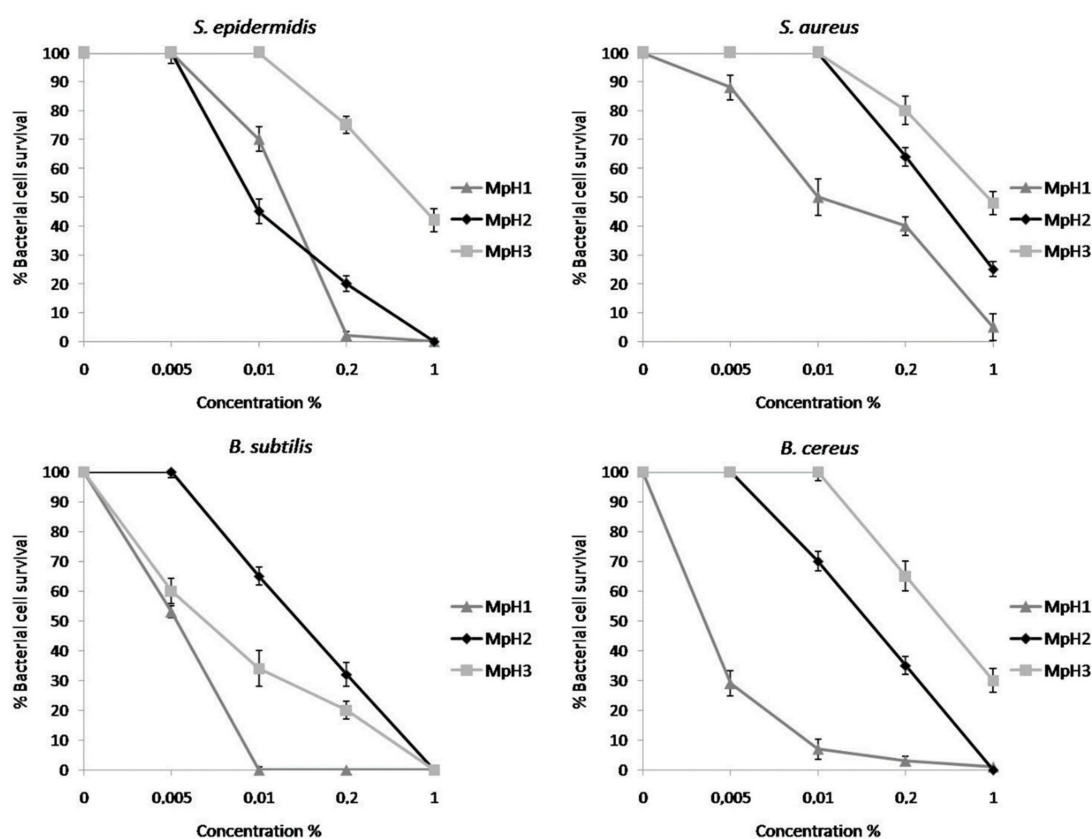 S. epidermidis
100
90
80
70
60
50
40
30
20
10
0
% Bacterial cell survival
0 0,005 0,01 0,2 1
Concentration %
MpH1
MpH2
MpH3
S. aureus
100
90
80
70
60
50
40
30
20
10
0
% Bacterial cell survival
0 0,005 0,01 0,2 1
Concentration %
MpH1
MpH2
MpH3
B. subtilis
100
90
80
70
60
50
40
30
20
10
0
% Bacterial cell survival
0 0,005 0,01 0,2 1
Concentration %
MpH1
MpH2
MpH3
B. cereus
100
90
80
70
60
50
40
30
20
10
0
% Bacterial cell survival
0 0,005 0,01 0,2 1
Concentration %
MpH1
MpH2
MpH3